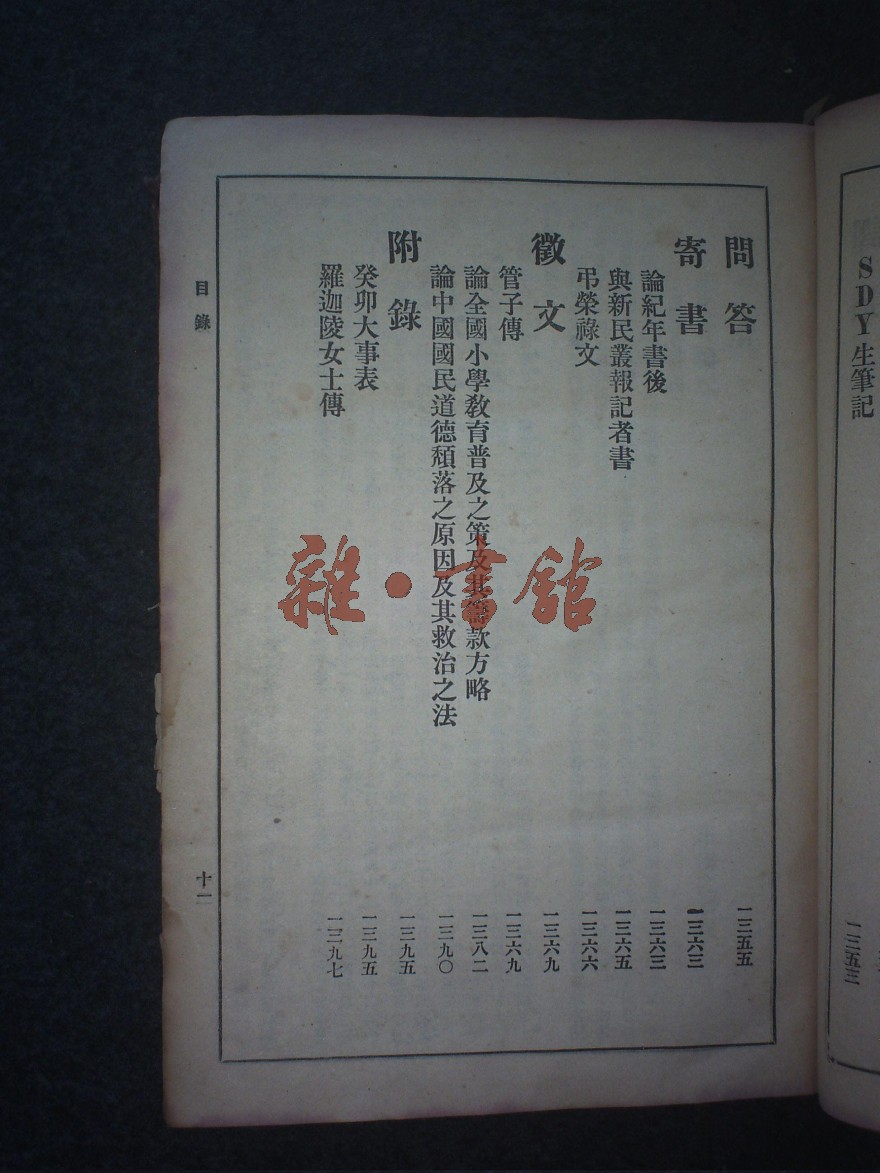 SDY生筆記
一三五三
問答 一三五五
寄書 一三六三
論紀年書後 一三六三
與新民叢報記者書 一三六五
弔榮祿文 一三六六
徵文 一三六九
管子傳 一三六九
論全國小學教育普及之策及其籌款方略 一三八二
論中國國民道德頹落之原因及其救治之法 一三九〇
附錄 一三九五
癸卯大事表 一三九五
羅迦陵女士傳 一三九七
目錄
十一
雜·書館